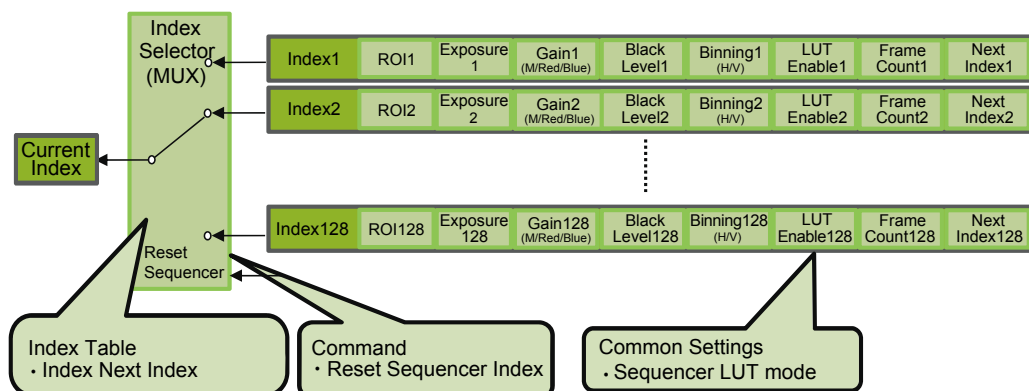 Index
Selector
(MUX)
Index1 ROI1 Exposure 1 Gain1 (M/Red/Blue) Black Level1 Binning1 (H/V) LUT Enable1 Frame Count1 Next Index1
Index2 ROI2 Exposure 2 Gain2 (M/Red/Blue) Black Level2 Binning2 (H/V) LUT Enable2 Frame Count2 Next Index2
Current
Index
Index128 ROI128 Exposure 128 Gain128 (M/Red/Blue) Black Level128 Binning128 (H/V) LUT Enable128 Frame Count128 Next Index128
Reset
Sequencer
Index Table
・Index Next Index
Command
・Reset Sequencer Index
Common Settings
・Sequencer LUT mode